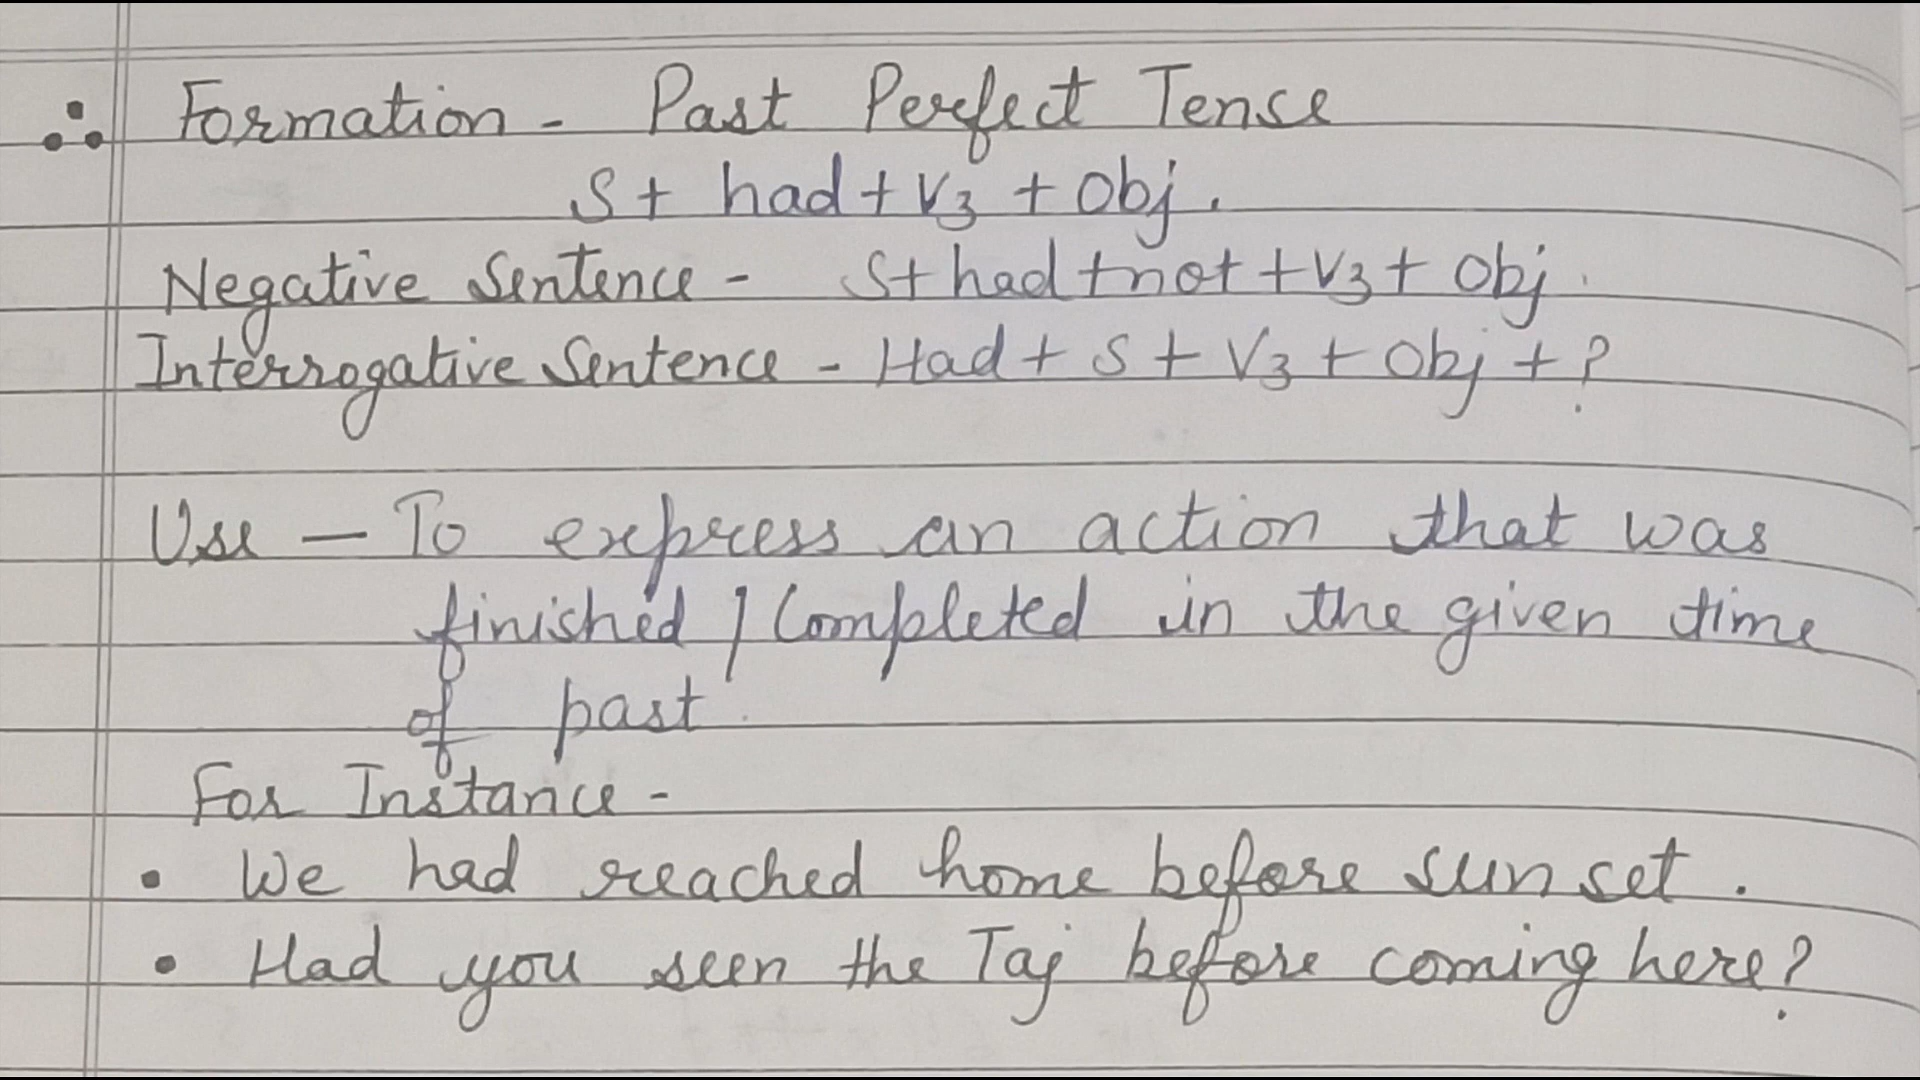 ∴ Formation - Past Perfect Tense
S + had + V3 + Obj.
Negative Sentence - S + had + not + V3 + Obj.
Interrogative Sentence - Had + S + V3 + Obj + ?
Use — To express an action that was
finished / Completed in the given time
of past.
For Instance -
• We had reached home before sunset.
• Had you seen the Taj before coming here?